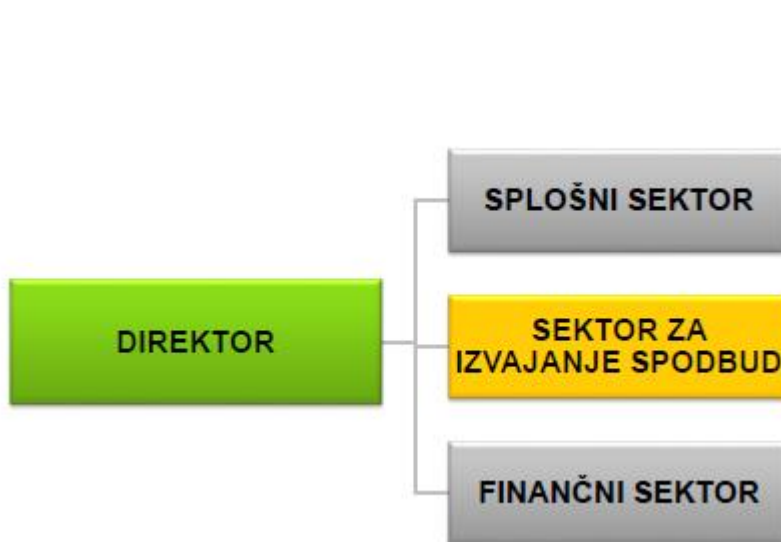 SPLOŠNI SEKTOR
DIREKTOR
SEKTOR ZA
IZVAJANJE SPODBUD
FINANČNI SEKTOR